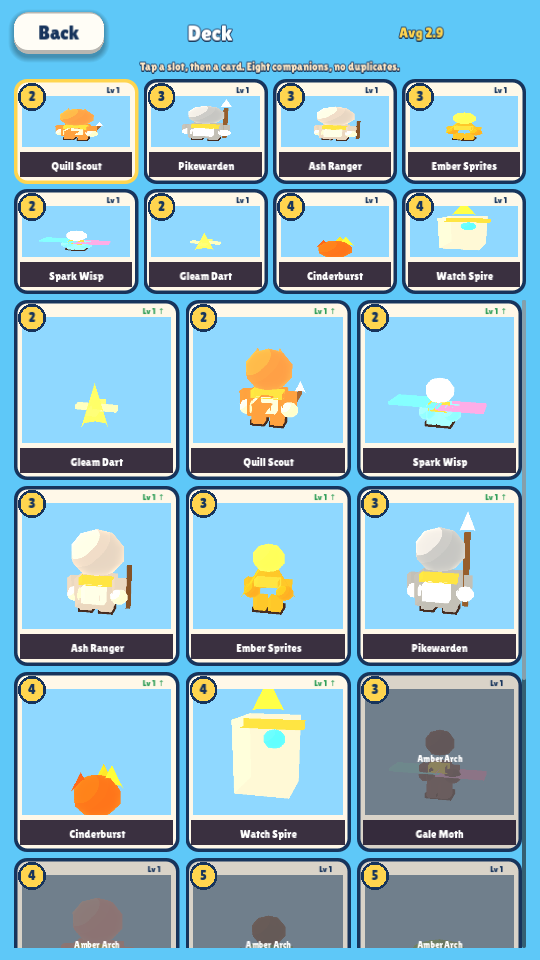 Back
Deck
Avg 2.9
Tap a slot, then a card. Eight companions, no duplicates.
2 Lv 1
Quill Scout
3 Lv 1
Pikewarden
3 Lv 1
Ash Ranger
3 Lv 1
Ember Sprites
2 Lv 1
Spark Wisp
2 Lv 1
Gleam Dart
4 Lv 1
Cinderburst
4 Lv 1
Watch Spire
2 Lv 1 ↑
Gleam Dart
2 Lv 1 ↑
Quill Scout
2 Lv 1 ↑
Spark Wisp
3 Lv 1 ↑
Ash Ranger
3 Lv 1 ↑
Ember Sprites
3 Lv 1 ↑
Pikewarden
4 Lv 1 ↑
Cinderburst
4 Lv 1 ↑
Watch Spire
3 Lv 1
Amber Arch
Gale Moth
4 Lv 1
Amber Arch
5 Lv 1
Amber Arch
5 Lv 1
Amber Arch